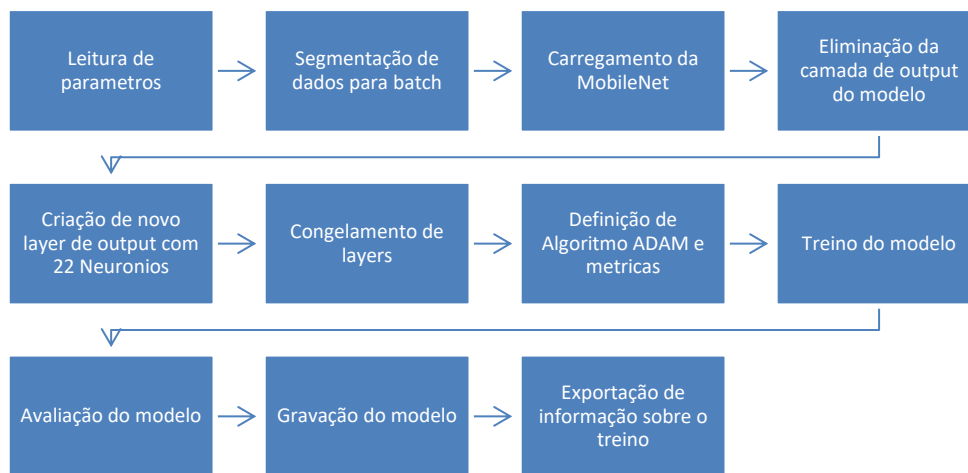 Leitura de
parametros
Segmentação de
dados para batch
Carregamento da
MobileNet
Eliminação da
camada de output
do modelo
Criação de novo
layer de output com
22 Neuronios
Congelamento de
layers
Definição de
Algoritmo ADAM e
metricas
Treino do modelo
Avaliação do modelo
Gravação do modelo
Exportação de
informação sobre o
treino